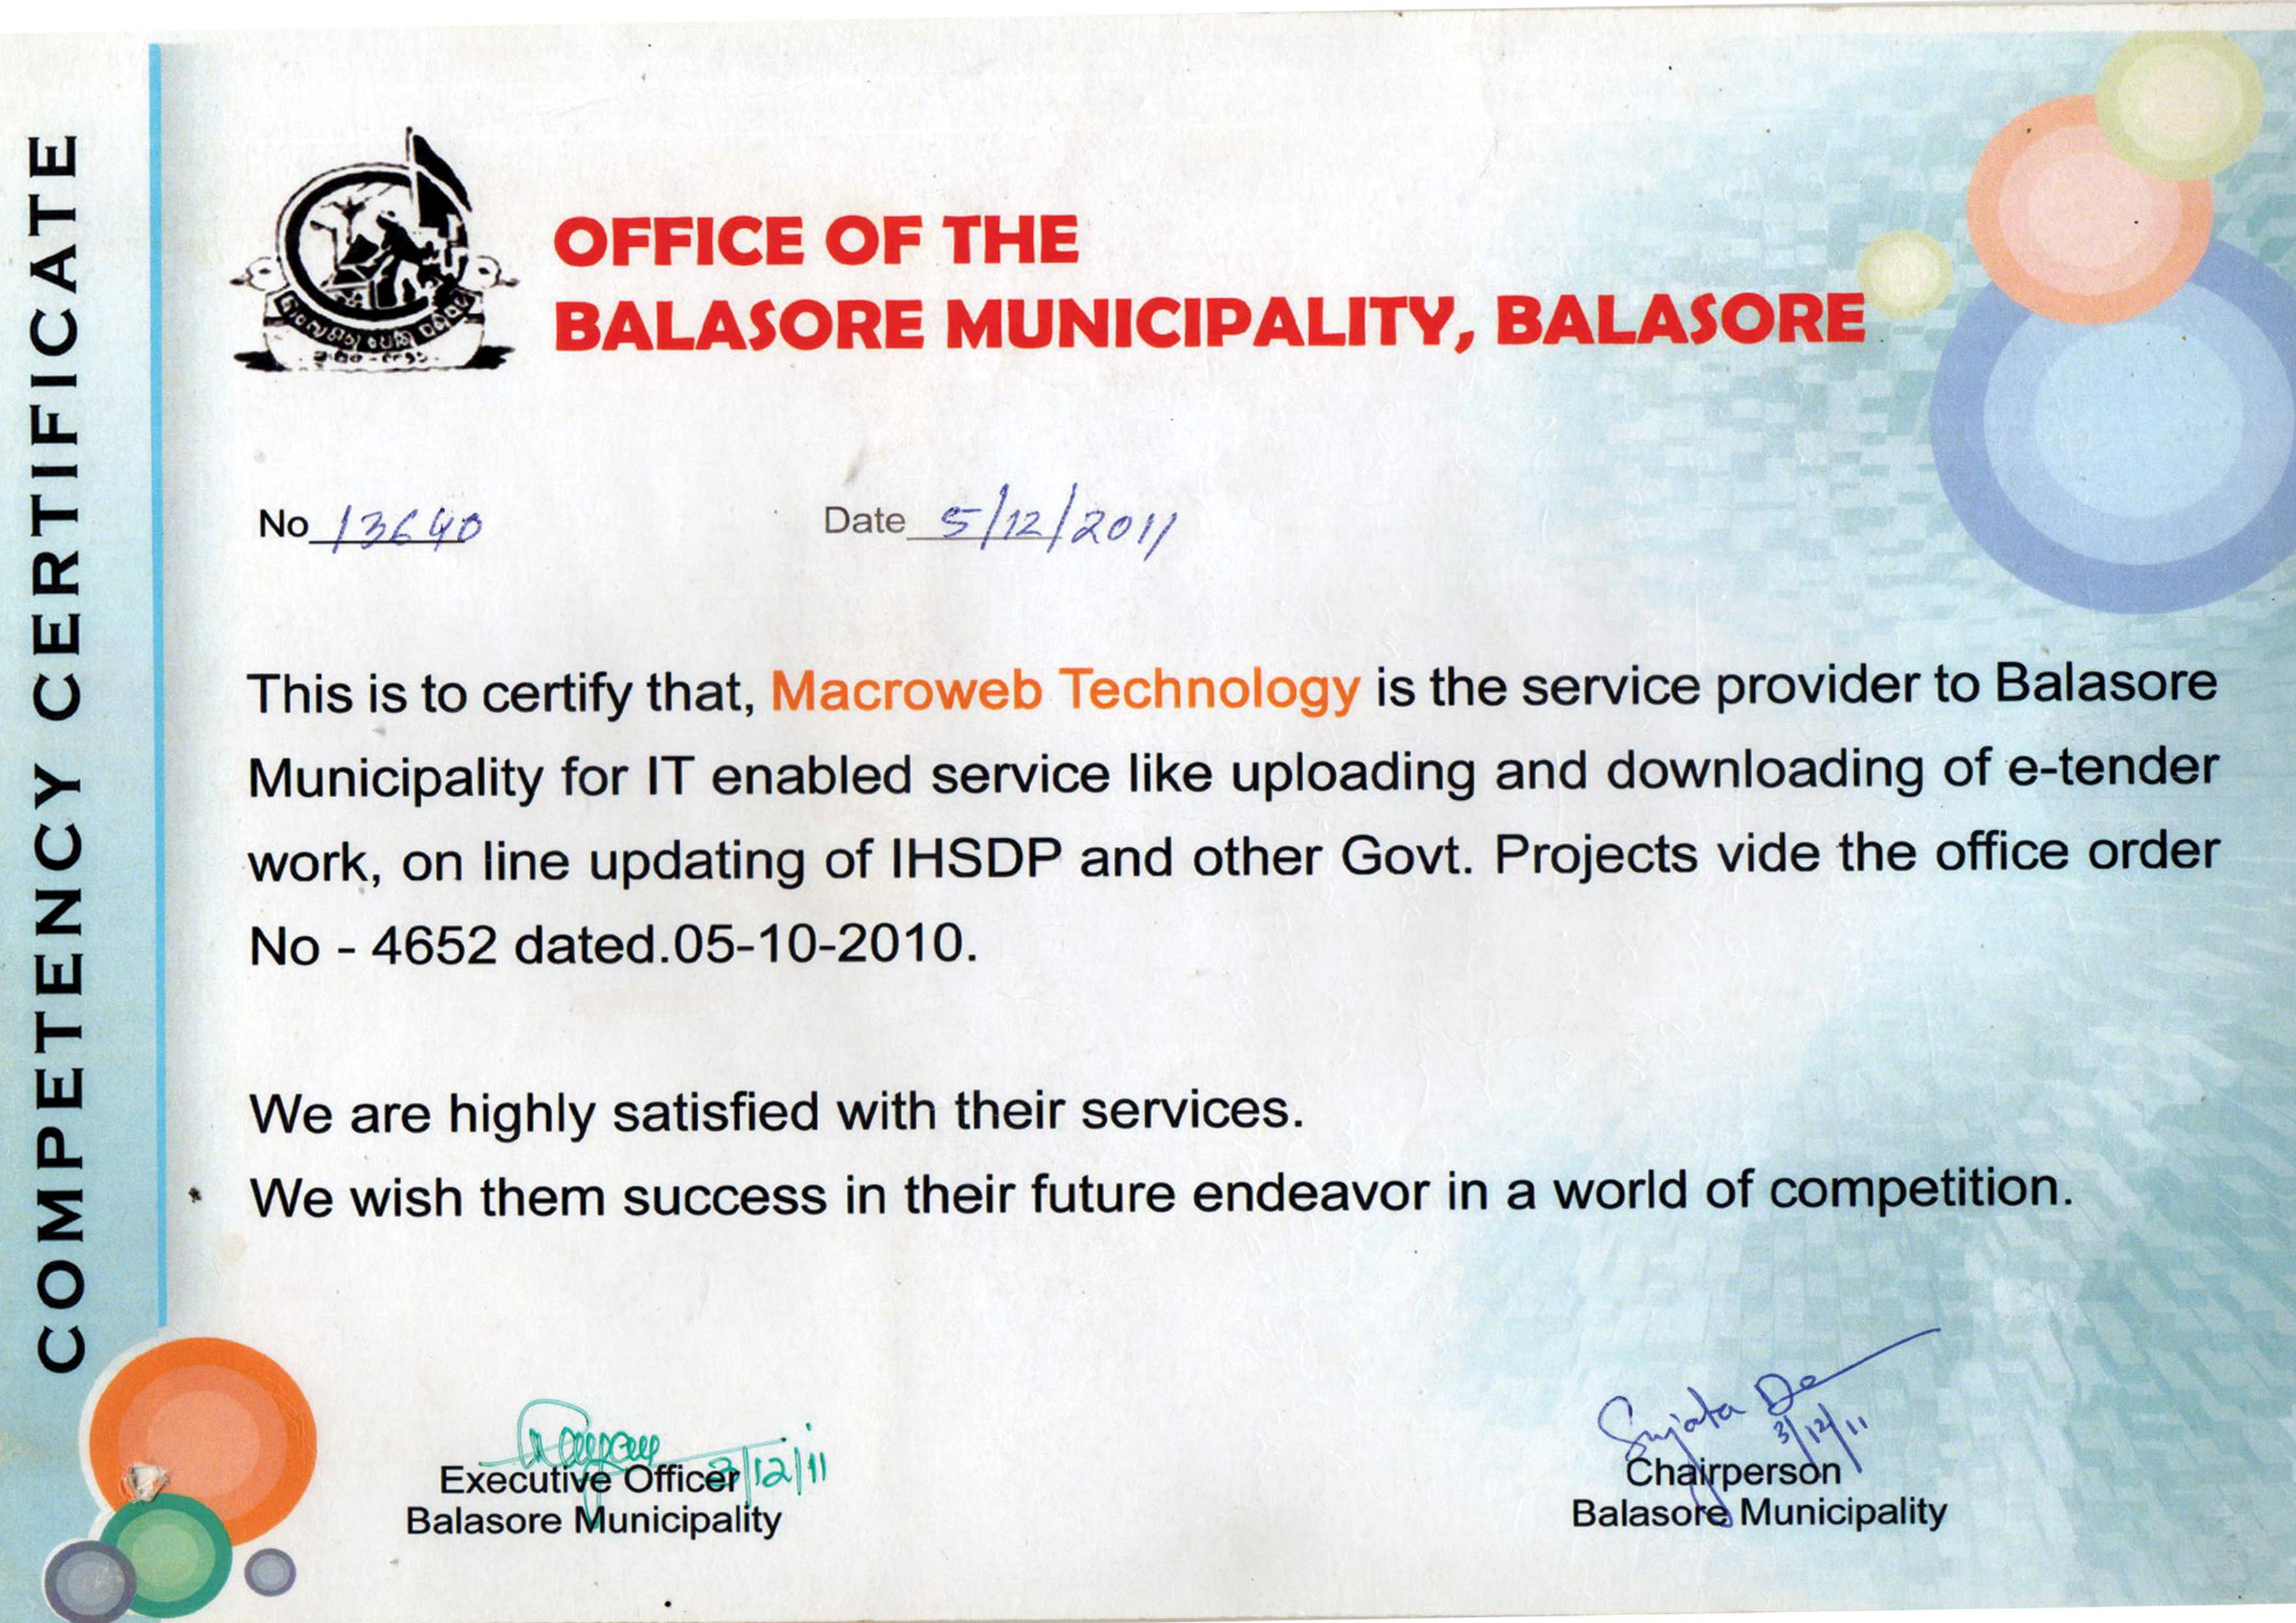 COMPETENCY CERTIFICATE
OFFICE OF THE
BALASORE MUNICIPALITY, BALASORE
No 13640 Date 5/12/2011
This is to certify that, Macroweb Technology is the service provider to Balasore
Municipality for IT enabled service like uploading and downloading of e-tender
work, on line updating of IHSDP and other Govt. Projects vide the office order
No - 4652 dated.05-10-2010.
We are highly satisfied with their services.
We wish them success in their future endeavor in a world of competition.
3/12/11
Executive Officer
Balasore Municipality
Sujata De
3/12/11
Chairperson
Balasore Municipality